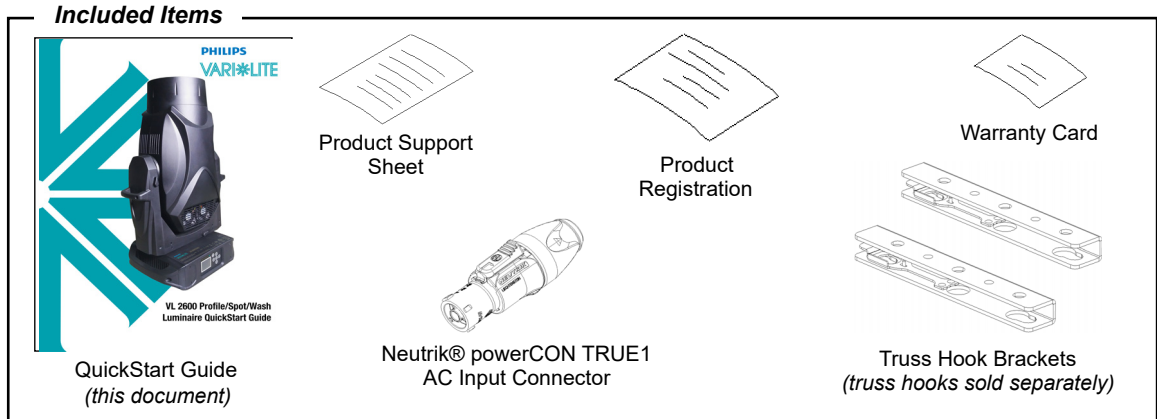 Included Items
PHILIPS
VARI✱LITE
VL 2600 Profile/Spot/Wash
Luminaire QuickStart Guide
QuickStart Guide
(this document)
Product Support
Sheet
Product
Registration
Warranty Card
NEUTRIK
Neutrik® powerCON TRUE1
AC Input Connector
Truss Hook Brackets
(truss hooks sold separately)